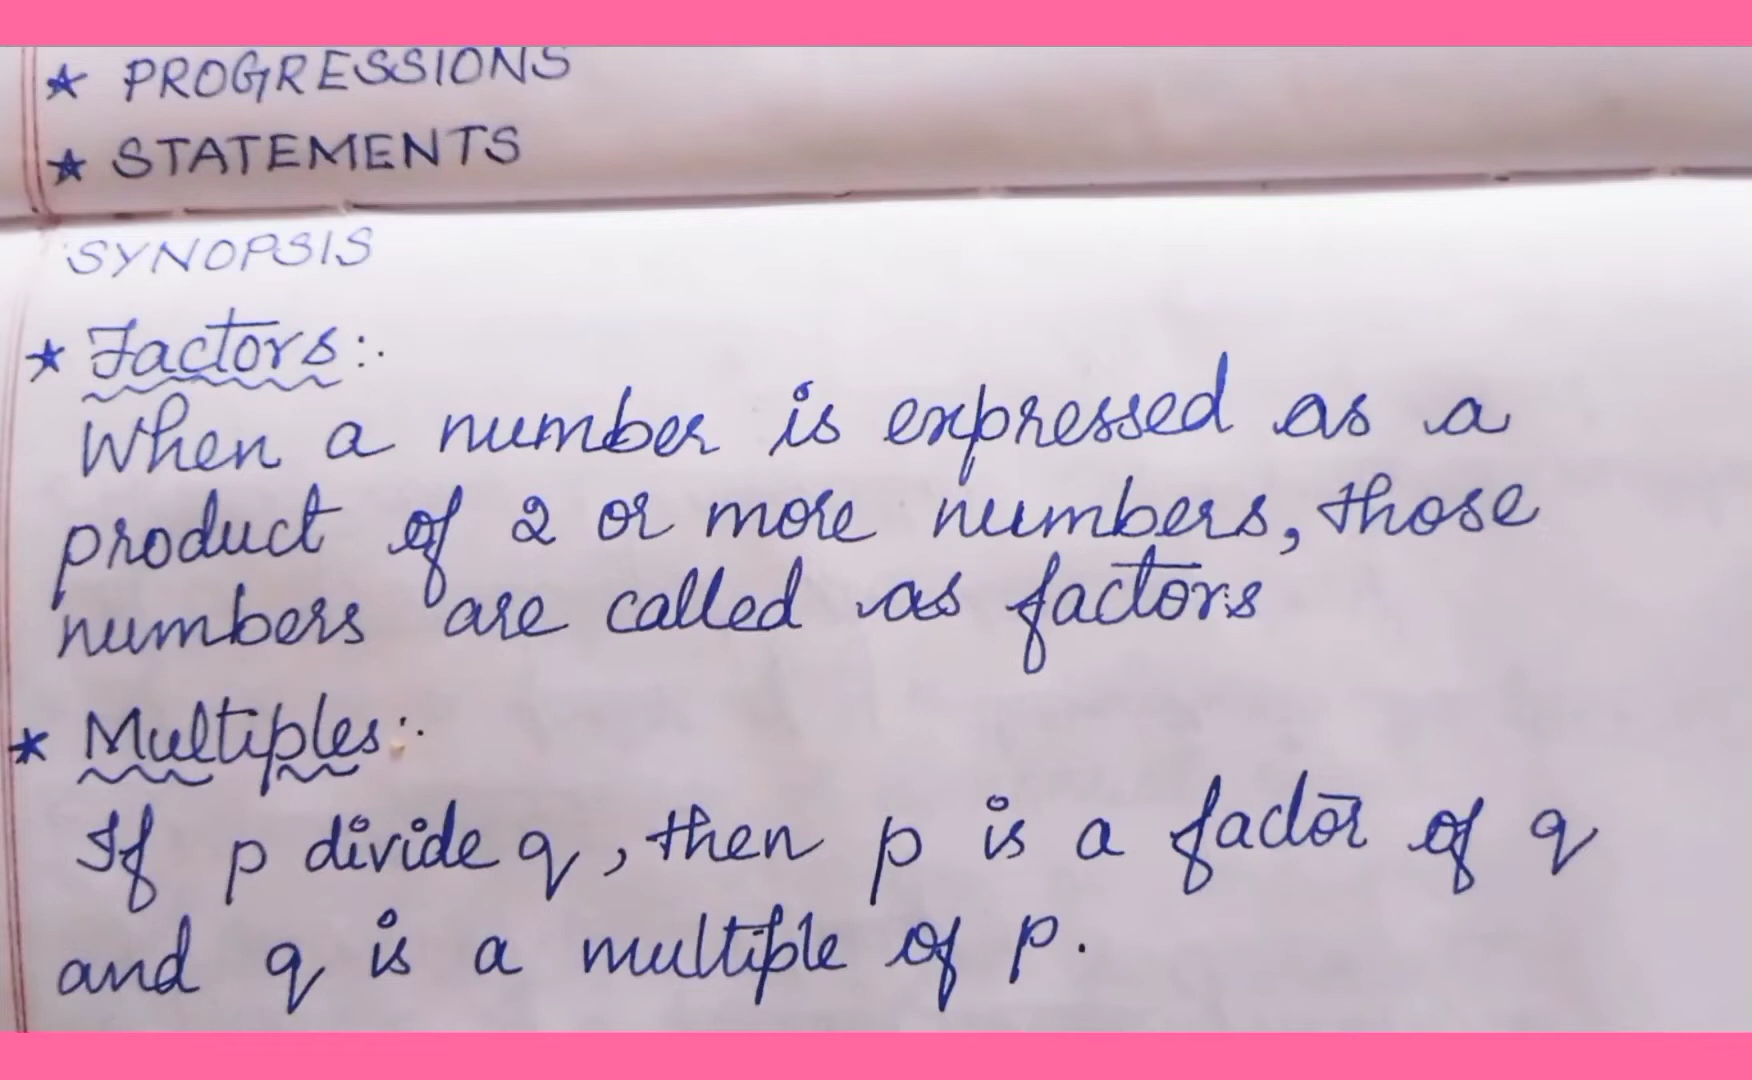 ★ PROGRESSIONS
★ STATEMENTS
SYNOPSIS
★ Factors:.
When a number is expressed as a
product of 2 or more numbers, those
numbers are called as factors
★ Multiples:.
If p divide q, then p is a factor of q
and q is a multiple of p.